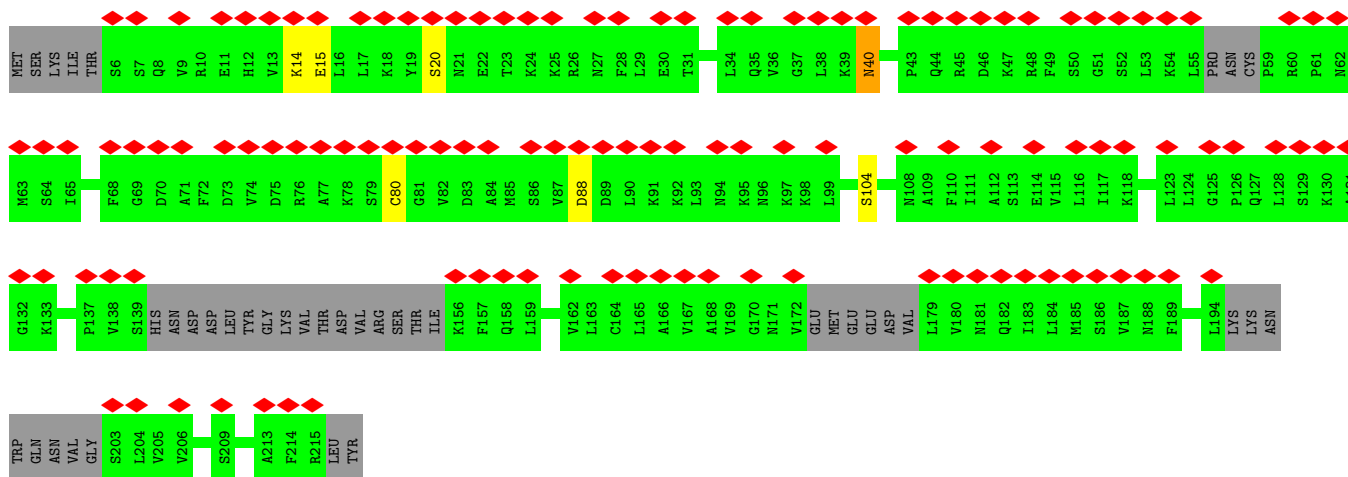 MET SER LYS ILE THR S6 S7 Q8 V9 R10 E11 H12 V13 K14 E15 L16 L17 K18 Y19 S20 N21 E22 T23 K24 K25 R26 N27 F28 L29 E30 T31 L34 Q35 V36 G37 L38 K39 N40 P43 Q44 R45 D46 K47 R48 F49 S50 G51 S52 L53 K54 L55 PRO ASN CYS P59 R60 P61 N62
M63 S64 I65 F68 G69 D70 A71 F72 D73 V74 D75 R76 A77 K78 S79 C80 G81 V82 D83 A84 M85 S86 V87 D88 D89 L90 K91 K92 L93 N94 K95 N96 K97 K98 L99 S104 N108 A109 F110 I111 A112 S113 E114 V115 L116 I117 K118 L123 L124 G125 P126 Q127 L128 S129 K130
G132 K133 P137 V138 S139 HIS ASN ASP ASP LEU TYR GLY LYS VAL THR ASP VAL ARG SER THR ILE K156 F157 Q158 L159 V162 L163 C164 L165 A166 V167 A168 V169 G170 N171 V172 GLU MET GLU GLU ASP VAL L179 V180 N181 Q182 I183 L184 M185 S186 V187 N188 F189 L194 LYS LYS ASN
TRP GLN ASN VAL GLY S203 L204 V205 V206 S209 A213 F214 R215 LEU TYR